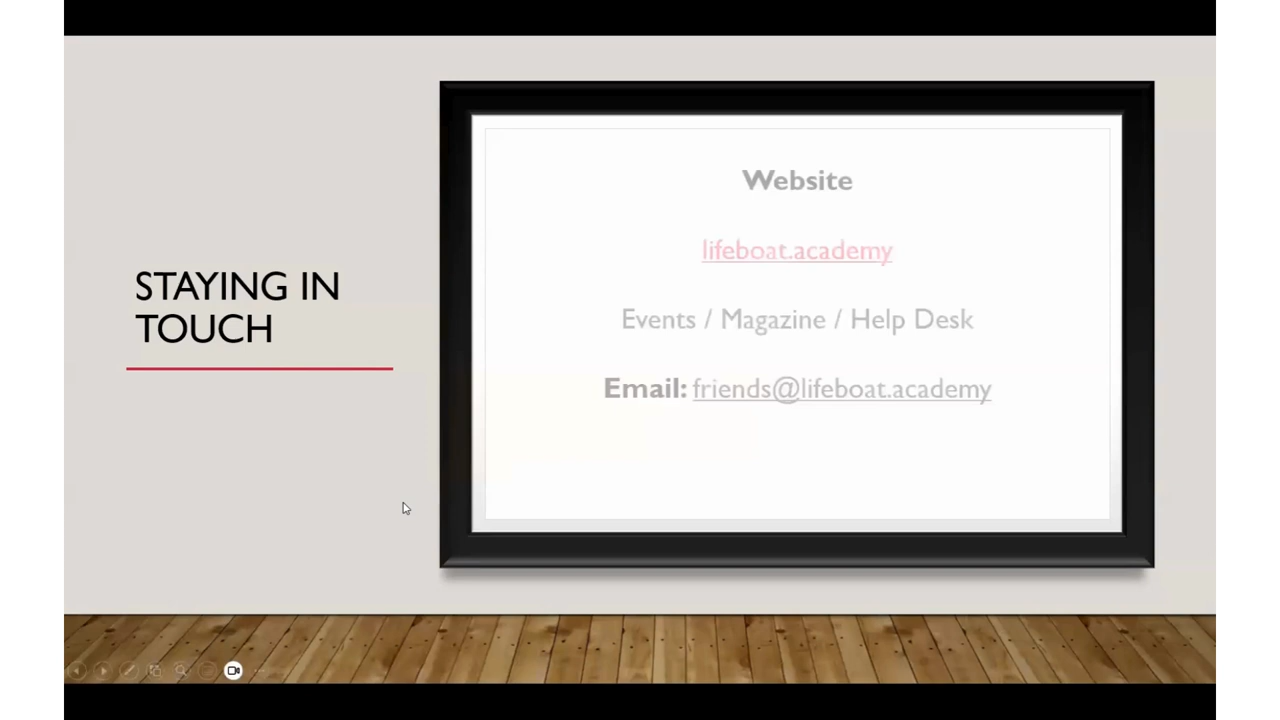 STAYING IN
TOUCH
Website
lifeboat.academy
Events / Magazine / Help Desk
Email: friends@lifeboat.academy